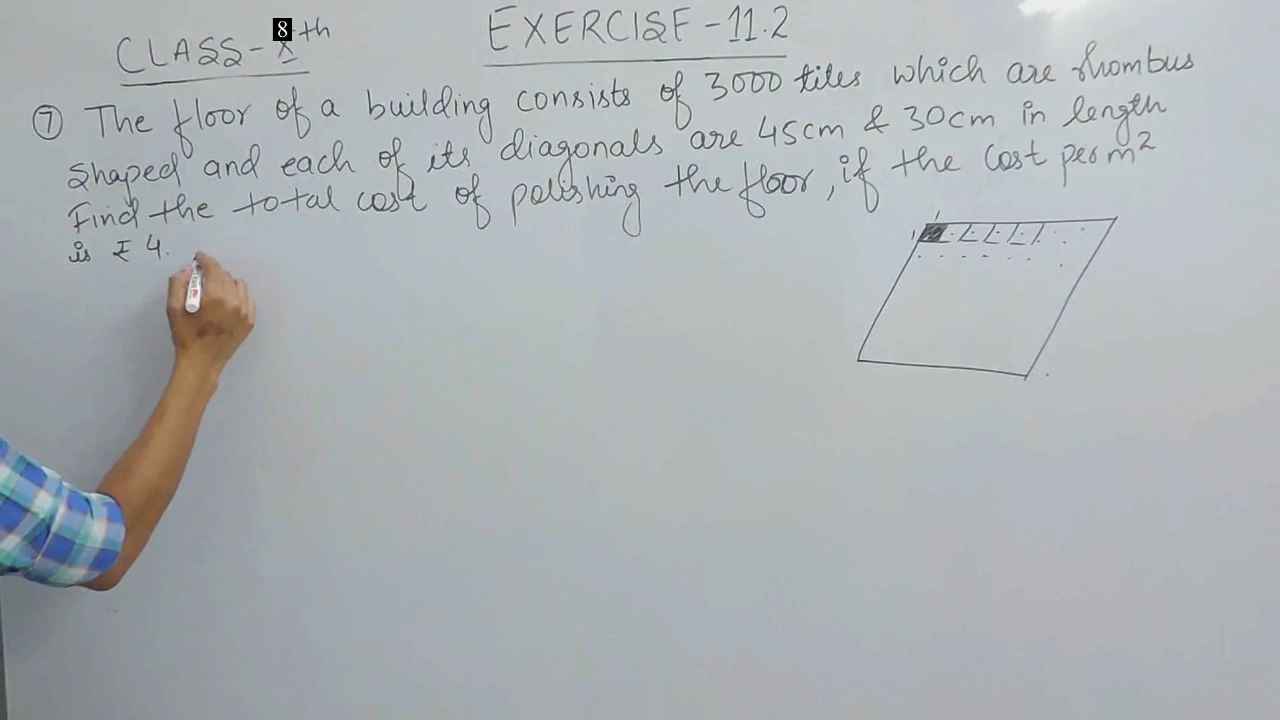 CLASS-8th
EXERCISE-11.2
⑦ The floor of a building consists of 3000 tiles which are rhombus
shaped and each of its diagonals are 45cm & 30cm in length
Find the total cost of polishing the floor, if the cost per m²
is ₹ 4.